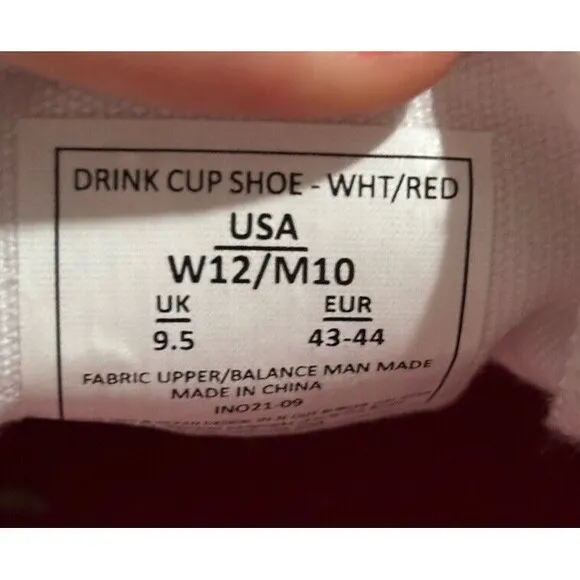 DRINK CUP SHOE - WHT/RED
USA
W12/M10
UK EUR
9.5 43-44
FABRIC UPPER/BALANCE MAN MADE
MADE IN CHINA
INO21-09